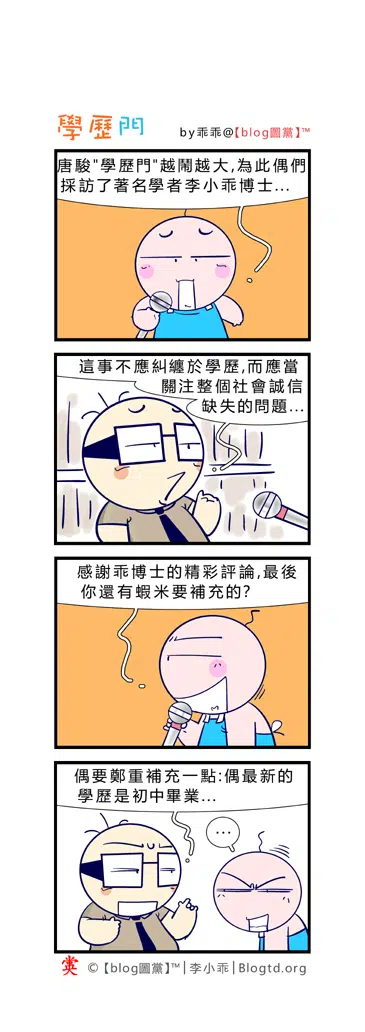 學歷門
by乖乖@【blog圖黨】™
唐駿"學歷門"越鬧越大,為此偶們
採訪了著名學者李小乖博士...
這事不應糾纏於學歷,而應當
關注整個社會誠信
缺失的問題...
感謝乖博士的精彩評論,最後
你還有蝦米要補充的?
偶要鄭重補充一點:偶最新的
學歷是初中畢業...
...
©【blog圖黨】™|李小乖|Blogtd.org